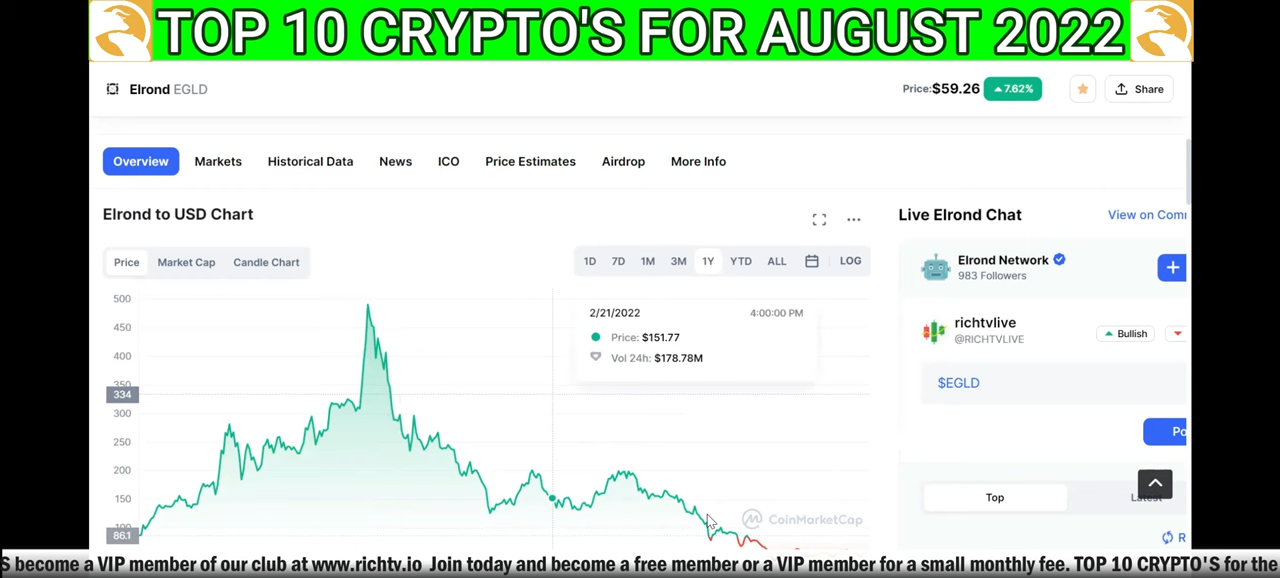 TOP 10 CRYPTO'S FOR AUGUST 2022
Elrond EGLD
Price:$59.26 7.62%
Share
Overview Markets Historical Data News ICO Price Estimates Airdrop More Info
Elrond to USD Chart
Price Market Cap Candle Chart
1D 7D 1M 3M 1Y YTD ALL LOG
500
450
400
350
334
300
250
200
150
100
86.1
2/21/2022 4:00:00 PM
Price: $151.77
Vol 24h: $178.78M
CoinMarketCap
Live Elrond Chat
View on Comm
Elrond Network
983 Followers
+
richtvlive
@RICHTVLIVE
Bullish
$EGLD
Po
Top Latest
R
S become a VIP member of our club at www.richtv.io Join today and become a free member or a VIP member for a small monthly fee. TOP 10 CRYPTO'S for the